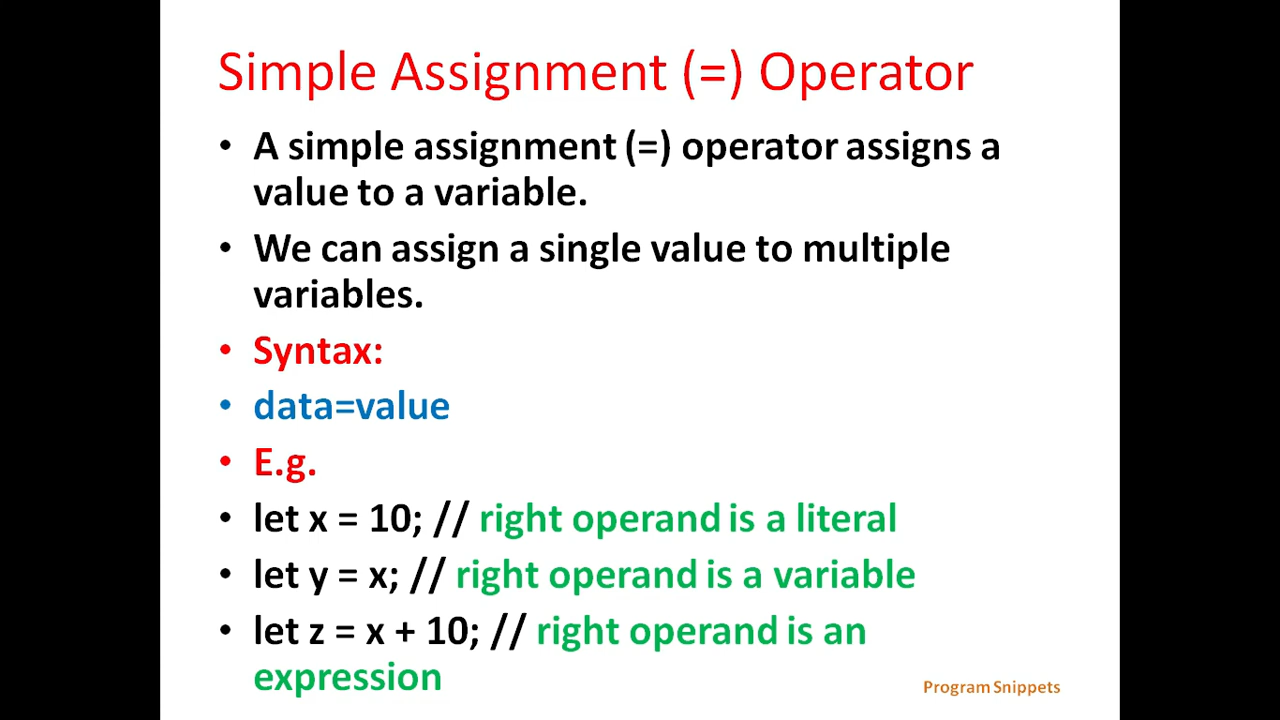 Simple Assignment (=) Operator
• A simple assignment (=) operator assigns a
value to a variable.
• We can assign a single value to multiple
variables.
• Syntax:
• data=value
• E.g.
• let x = 10; // right operand is a literal
• let y = x; // right operand is a variable
• let z = x + 10; // right operand is an
expression
Program Snippets